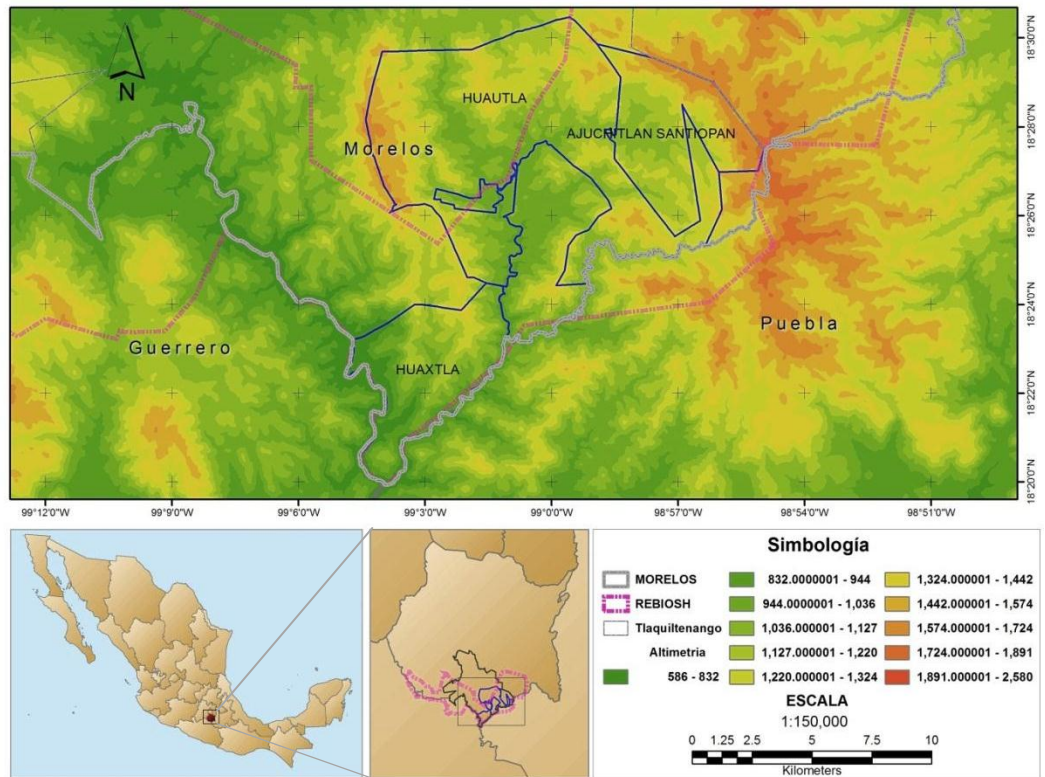 N
HUAUTLA
AJUCHITLAN SANTIOPAN
Morelos
Puebla
Guerrero
HUAXTLA
18°30'0"N
18°28'0"N
18°26'0"N
18°24'0"N
18°22'0"N
18°20'0"N
99°12'0"W 99°9'0"W 99°6'0"W 99°3'0"W 99°0'0"W 98°57'0"W 98°54'0"W 98°51'0"W
Simbología
MORELOS
REBIOSH
Tlaquiltenango
Altimetria
586 - 832
832.0000001 - 944
944.0000001 - 1,036
1,036.000001 - 1,127
1,127.000001 - 1,220
1,220.000001 - 1,324
1,324.000001 - 1,442
1,442.000001 - 1,574
1,574.000001 - 1,724
1,724.000001 - 1,891
1,891.000001 - 2,580
ESCALA
1:150,000
0 1.25 2.5 5 7.5 10
Kilometers